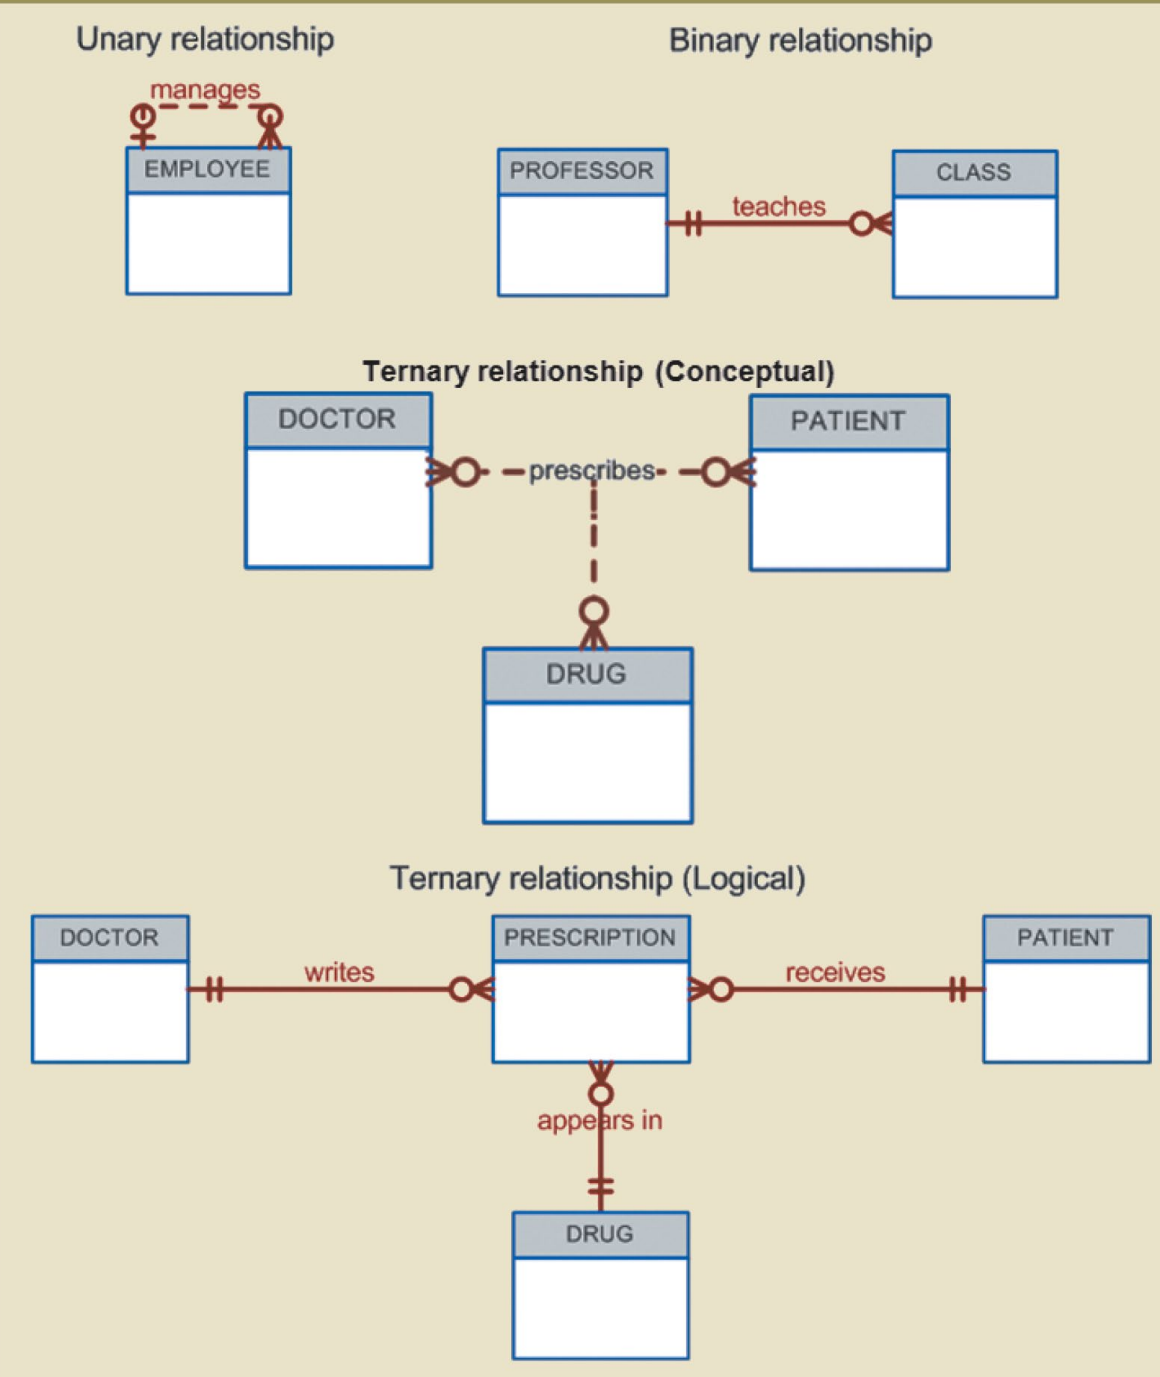 Unary relationship
Binary relationship
manages
EMPLOYEE
PROFESSOR
teaches
CLASS
Ternary relationship (Conceptual)
DOCTOR
prescribes
PATIENT
DRUG
Ternary relationship (Logical)
DOCTOR
writes
PRESCRIPTION
receives
PATIENT
appears in
DRUG